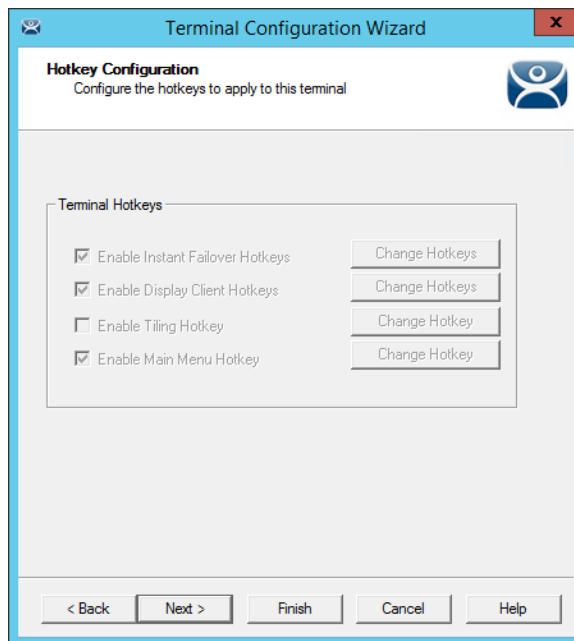 Terminal Configuration Wizard
x
Hotkey Configuration
Configure the hotkeys to apply to this terminal
Terminal Hotkeys
Enable Instant Failover Hotkeys Change Hotkeys
Enable Display Client Hotkeys Change Hotkeys
Enable Tiling Hotkey Change Hotkey
Enable Main Menu Hotkey Change Hotkey
< Back Next > Finish Cancel Help